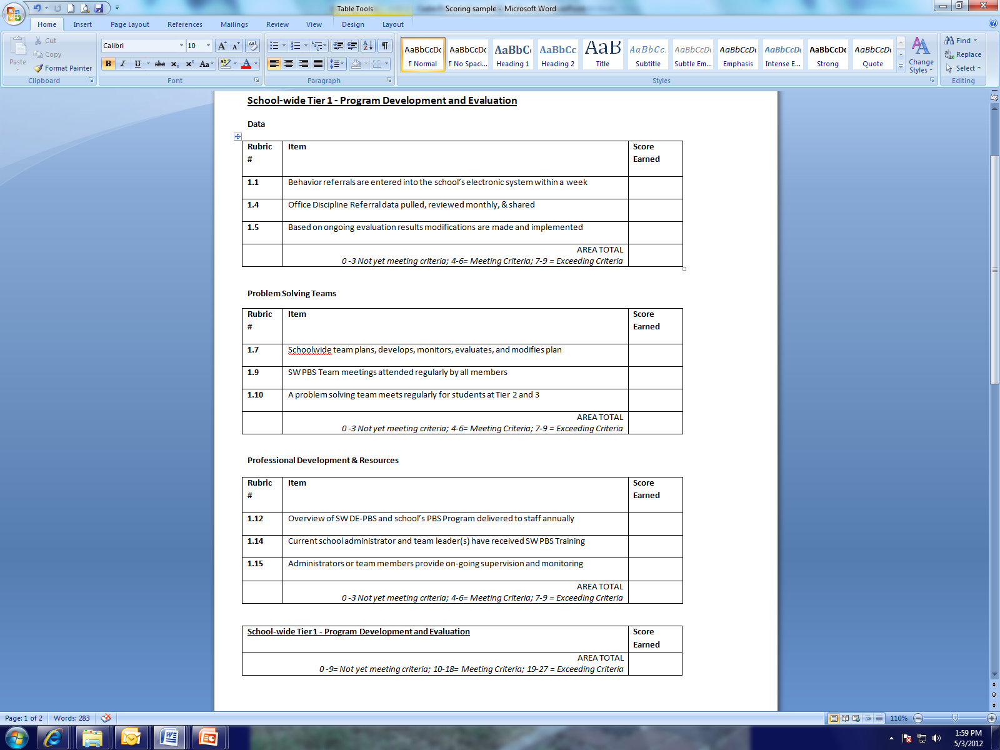 Table Tools
Scoring sample - Microsoft Word
Home Insert Page Layout References Mailings Review View Design Layout
Paste
Cut
Copy
Format Painter
Clipboard
Calibri 10
Font
Paragraph
AaBbCcDc AaBbCcDc AaBbC AaBbCc AaB AaBbCc. AaBbCcDc AaBbCcDc AaBbCcDc AaBbCcDc AaBbCcDc
¶ Normal ¶ No Spaci... Heading 1 Heading 2 Title Subtitle Subtle Em... Emphasis Intense E... Strong Quote
Change
Styles
Styles
Find
Replace
Select
Editing
School-wide Tier 1 - Program Development and Evaluation
Data
Rubric
#
Item
Score
Earned
1.1 Behavior referrals are entered into the school's electronic system within a week
1.4 Office Discipline Referral data pulled, reviewed monthly, & shared
1.5 Based on ongoing evaluation results modifications are made and implemented
AREA TOTAL
0 -3 Not yet meeting criteria; 4-6= Meeting Criteria; 7-9 = Exceeding Criteria
Problem Solving Teams
Rubric
#
Item
Score
Earned
1.7 Schoolwide team plans, develops, monitors, evaluates, and modifies plan
1.9 SW PBS Team meetings attended regularly by all members
1.10 A problem solving team meets regularly for students at Tier 2 and 3
AREA TOTAL
0 -3 Not yet meeting criteria; 4-6= Meeting Criteria; 7-9 = Exceeding Criteria
Professional Development & Resources
Rubric
#
Item
Score
Earned
1.12 Overview of SW DE-PBS and school's PBS Program delivered to staff annually
1.14 Current school administrator and team leader(s) have received SW PBS Training
1.15 Administrators or team members provide on-going supervision and monitoring
AREA TOTAL
0 -3 Not yet meeting criteria; 4-6= Meeting Criteria; 7-9 = Exceeding Criteria
School-wide Tier 1 - Program Development and Evaluation
Score
Earned
AREA TOTAL
0 -9= Not yet meeting criteria; 10-18= Meeting Criteria; 19-27 = Exceeding Criteria
Page: 1 of 2 Words: 283 110%
1:59 PM
5/3/2012